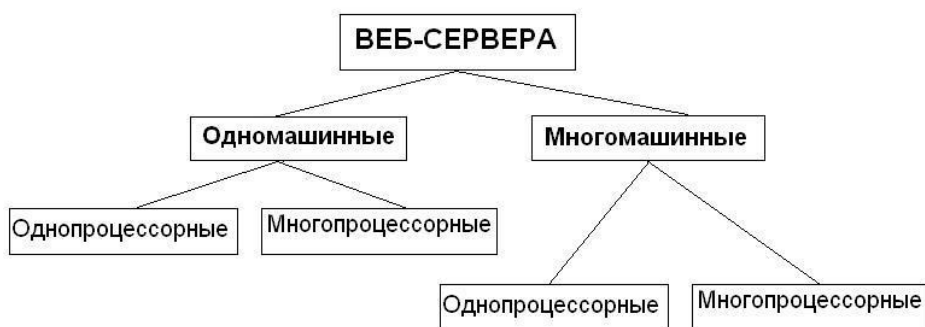 ВЕБ-СЕРВЕРА
Одномашинные
Многомашинные
Однопроцессорные
Многопроцессорные
Однопроцессорные
Многопроцессорные